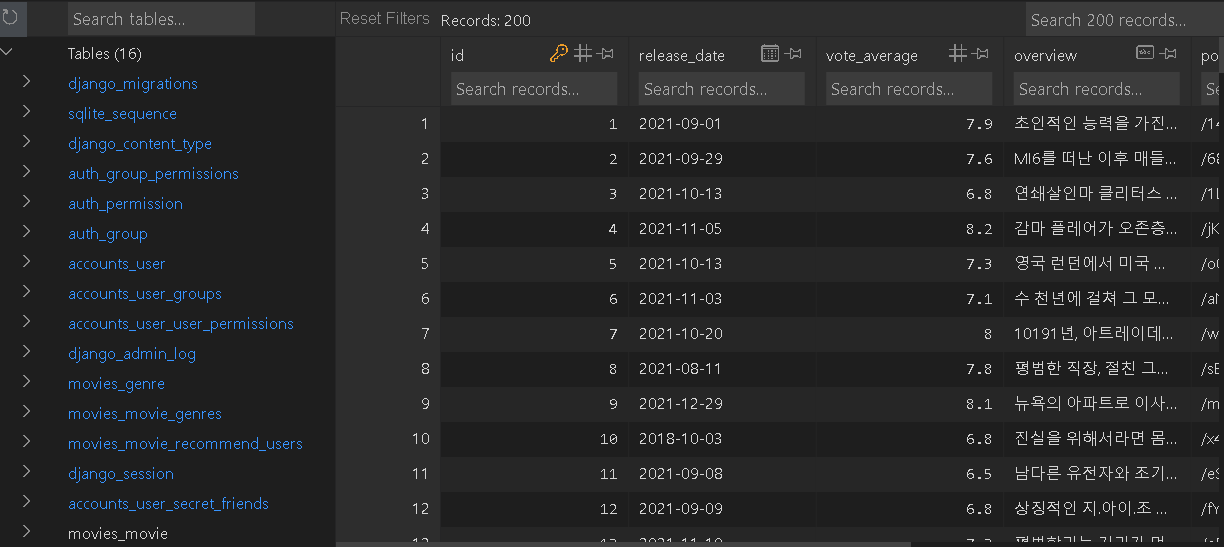 Search tables...
Reset Filters Records: 200 Search 200 records...
Tables (16)
django_migrations
sqlite_sequence
django_content_type
auth_group_permissions
auth_permission
auth_group
accounts_user
accounts_user_groups
accounts_user_user_permissions
django_admin_log
movies_genre
movies_movie_genres
movies_movie_recommend_users
django_session
accounts_user_secret_friends
movies_movie
id release_date vote_average overview po
Search records... Search records... Search records... Search records... Se
1 1 2021-09-01 7.9 초인적인 능력을 가진... /14
2 2 2021-09-29 7.6 MI6를 떠난 이후 매들... /68
3 3 2021-10-13 6.8 연쇄살인마 클리터스 ... /1
4 4 2021-11-05 8.2 감마 플레어가 오존층... /jK
5 5 2021-10-13 7.3 영국 런던에서 미국 ... /o
6 6 2021-11-03 7.1 수 천년에 걸쳐 그 모... /al
7 7 2021-10-20 8 10191년, 아트레이데... /w
8 8 2021-08-11 7.8 평범한 직장, 절친 그... /sE
9 9 2021-12-29 8.1 뉴욕의 아파트로 이사... /m
10 10 2018-10-03 6.8 진실을 위해서라면 몸... /x4
11 11 2021-09-08 6.5 남다른 유전자와 조기... /eS
12 12 2021-09-09 6.8 상징적인 지.아이.조 ... /fY